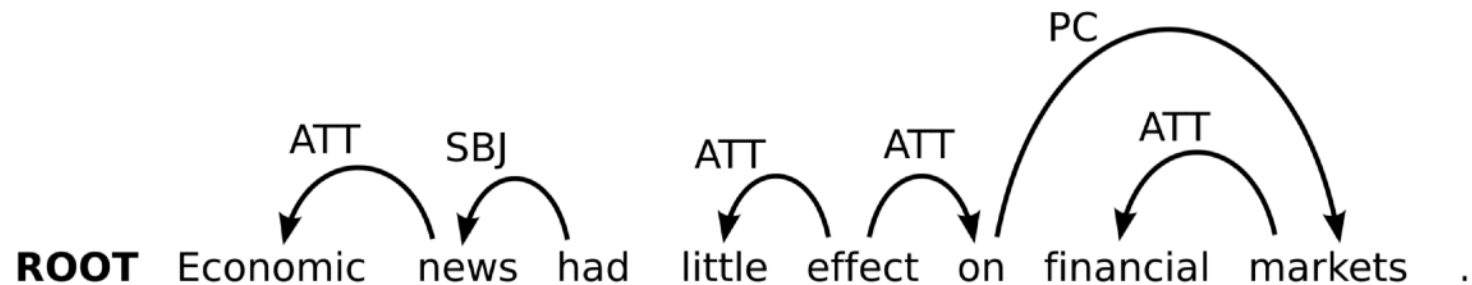 PC
ATT SBJ ATT ATT ATT
ROOT Economic news had little effect on financial markets .